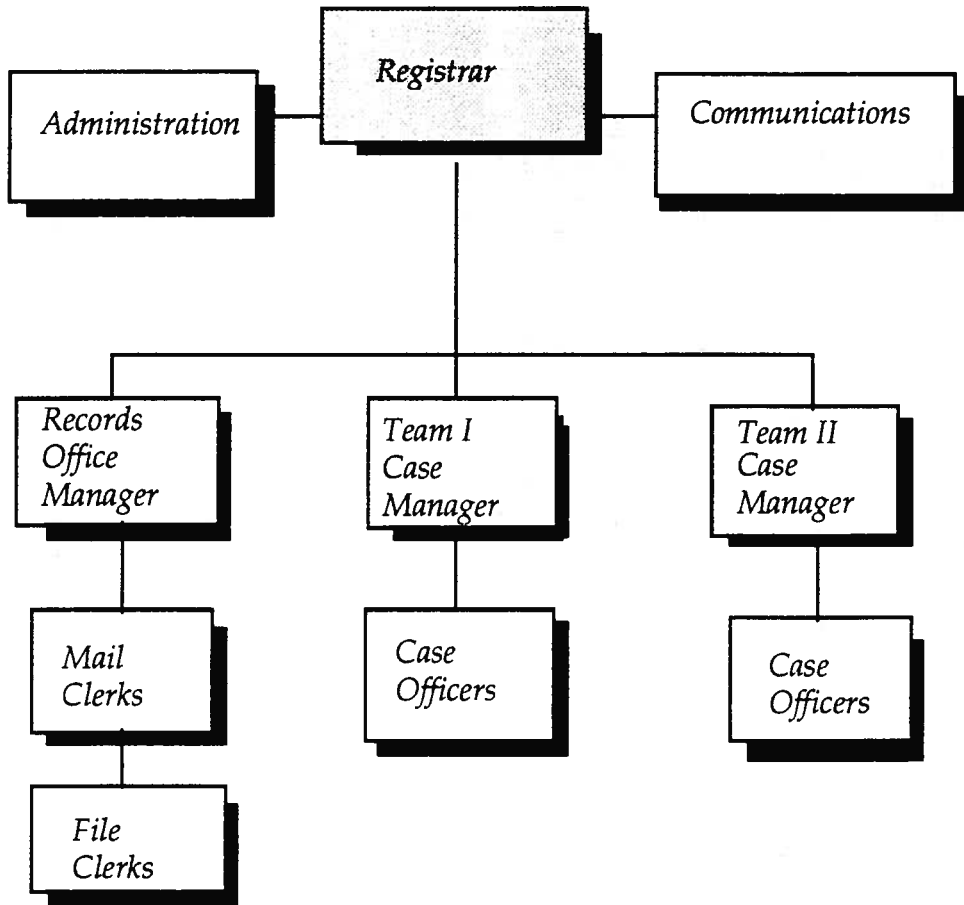 Registrar
Administration
Communications
Records
Office
Manager
Team I
Case
Manager
Team II
Case
Manager
Mail
Clerks
Case
Officers
Case
Officers
File
Clerks